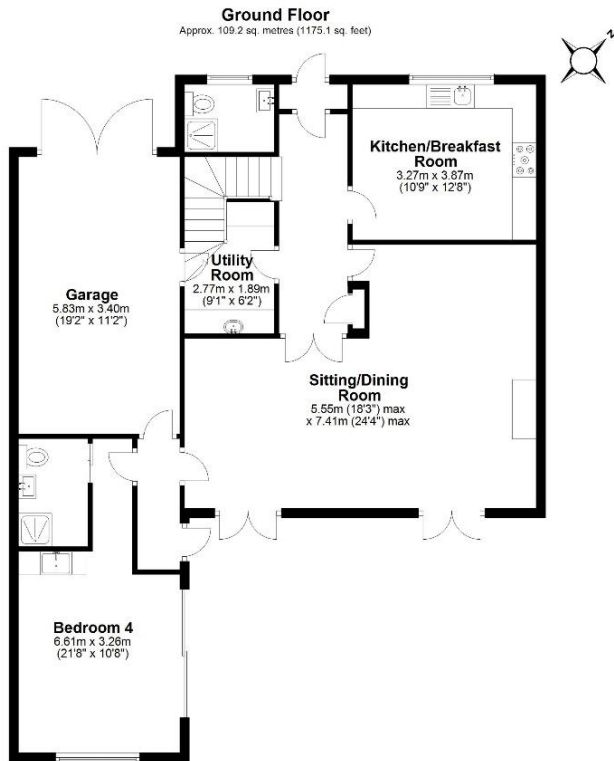 Ground Floor
Approx. 109.2 sq. metres (1175.1 sq. feet)
N
Kitchen/Breakfast
Room
3.27m x 3.87m
(10'9" x 12'8")
Utility
Room
2.77m x 1.89m
(9'1" x 6'2")
Garage
5.83m x 3.40m
(19'2" x 11'2")
Sitting/Dining
Room
5.55m (18'3") max
x 7.41m (24'4") max
Bedroom 4
6.61m x 3.26m
(21'8" x 10'8")